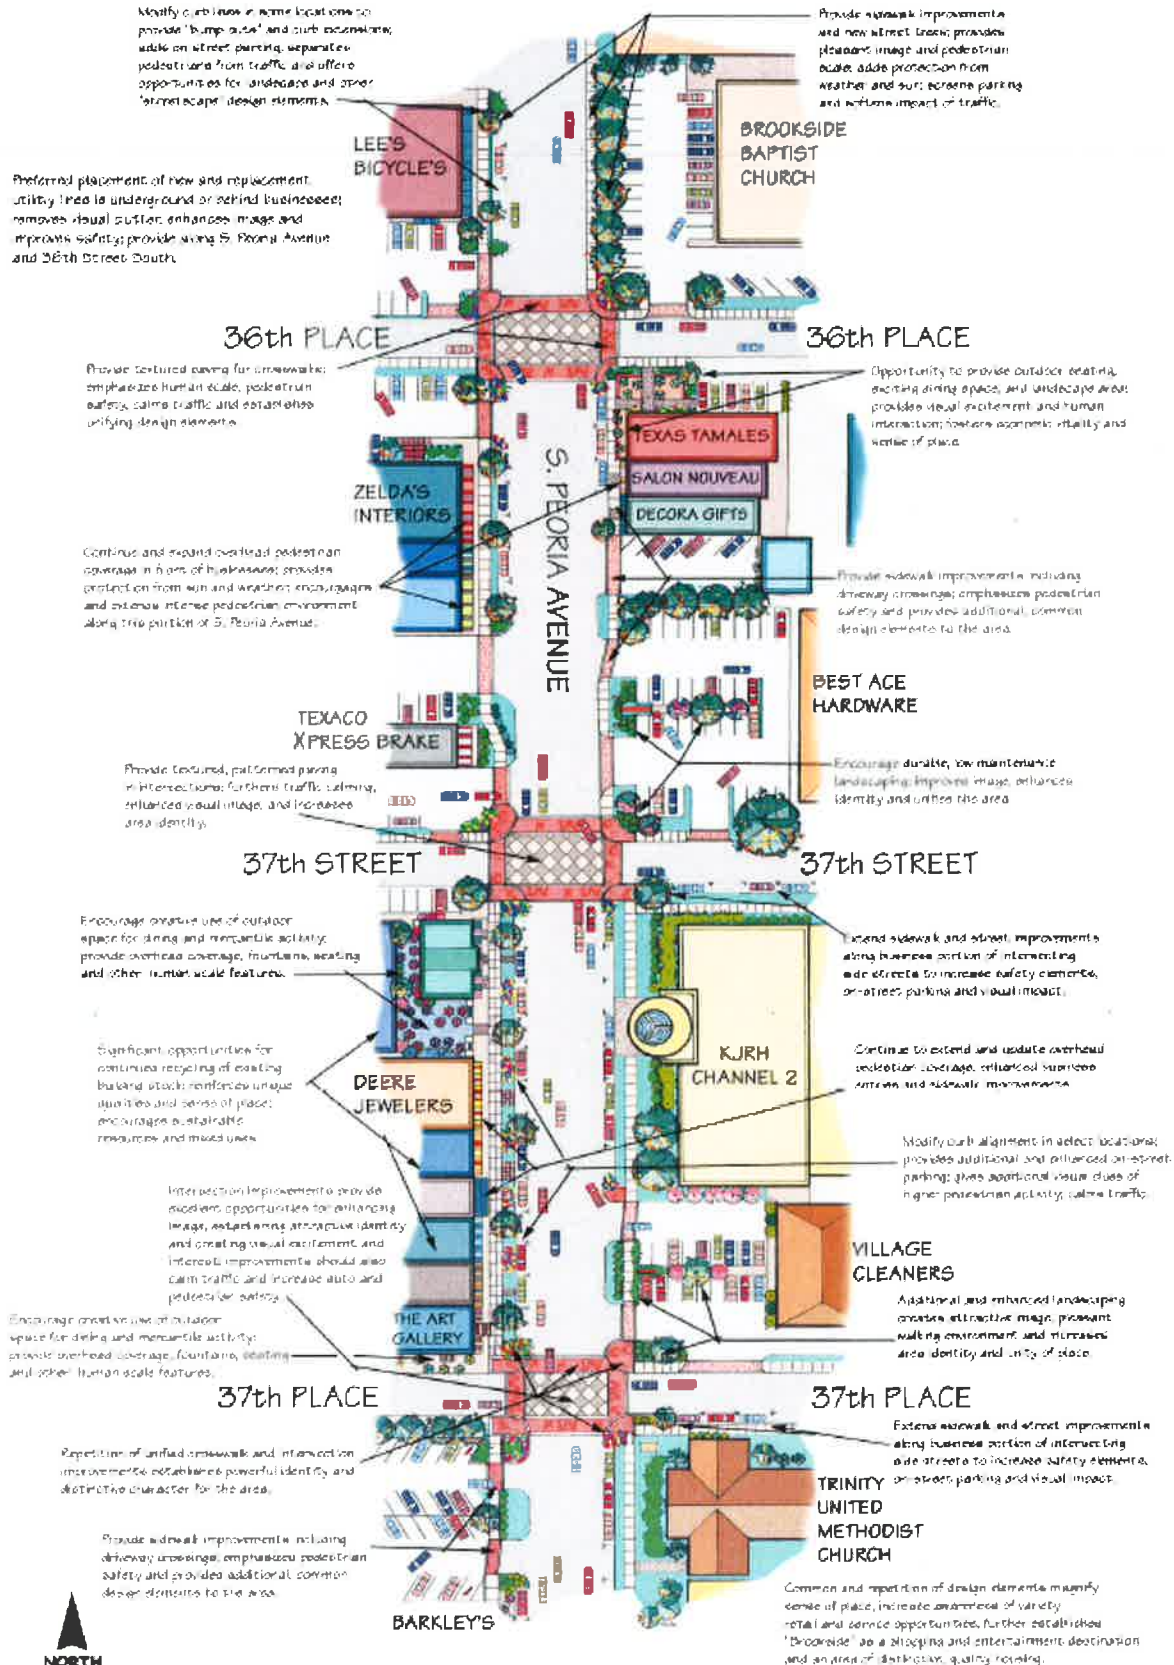 Modify curb lines in some locations to
provide "bump outs" and curb extensions;
adds on street parking, separates
pedestrians from traffic and offers
opportunities for landscape and other
"streetscape" design elements.
Provide sidewalk improvements
and new street trees; provides
pleasant image and pedestrian
scale; adds protection from
weather and sun; screens parking
and softens impact of traffic.
LEE'S
BICYCLE'S
BROOKSIDE
BAPTIST
CHURCH
Preferred placement of new and replacement
utility lines is underground or behind businesses;
removes visual clutter, enhances image and
improves safety; provide along S. Peoria Avenue
and 36th Street South.
36th PLACE
36th PLACE
Provide textured paving for crosswalks;
emphasizes human scale, pedestrian
safety, calms traffic and establishes
unifying design elements.
Opportunity to provide outdoor seating,
exciting dining space, and landscape area;
provides visual excitement and human
interaction; fosters economic vitality and
sense of place.
TEXAS TAMALES
SALON NOUVEAU
DECORA GIFTS
S. PEORIA AVENUE
ZELDA'S
INTERIORS
Continue and expand overhead pedestrian
coverage in front of businesses; provides
protection from sun and weather, encourages
and extends intense pedestrian environment
along this portion of S. Peoria Avenue.
Provide sidewalk improvements including
driveway crossings; emphasizes pedestrian
safety and provides additional, common
design elements to the area.
BEST ACE
HARDWARE
TEXACO
XPRESS BRAKE
Provide textured, patterned paving
in intersections; furthers traffic calming,
enhanced visual image, and increases
area identity.
Encourage durable, low maintenance
landscaping; improves image, enhances
identity and unifies the area.
37th STREET
37th STREET
Encourage creative use of outdoor
space for dining and mercantile activity;
provide overhead coverage, fountains, seating
and other human scale features.
Extend sidewalk and street improvements
along business portion of intersecting
side streets to increase safety elements,
on-street parking and visual impact.
Significant opportunities for
continued recycling of existing
building stock; reinforces unique
qualities and sense of place;
encourages sustainable
resources and mixed uses.
KJRH
CHANNEL 2
Continue to extend and update overhead
pedestrian coverage, enhanced business
entries and sidewalk improvements.
DEERE
JEWELERS
Modify curb alignment in select locations;
provides additional and enhanced on-street
parking; gives additional visual clues of
higher pedestrian activity, calms traffic.
Intersection improvements provide
excellent opportunities for enhancing
image, establishing attractive identity
and creating visual excitement and
interest; improvements should also
calm traffic and increase auto and
pedestrian safety.
VILLAGE
CLEANERS
THE ART
GALLERY
Additional and enhanced landscaping
creates attractive image, pleasant
walking environment and increases
area identity and unity of place.
Encourage creative use of outdoor
space for dining and mercantile activity;
provide overhead coverage, fountains, seating
and other human scale features.
37th PLACE
37th PLACE
Extend sidewalk and street improvements
along business portion of intersecting
side streets to increase safety elements,
on-street parking and visual impact.
Repetition of unified crosswalk and intersection
improvements establishes powerful identity and
distinctive character for the area.
TRINITY
UNITED
METHODIST
CHURCH
Provide sidewalk improvements including
driveway crossings; emphasized pedestrian
safety and provided additional, common
design elements to the area.
BARKLEY'S
Common and repetition of design elements magnify
sense of place, increase awareness of variety
retail and service opportunities, further established
"Brookside" as a shopping and entertainment destination
and an area of distinctive, quality housing.
NORTH